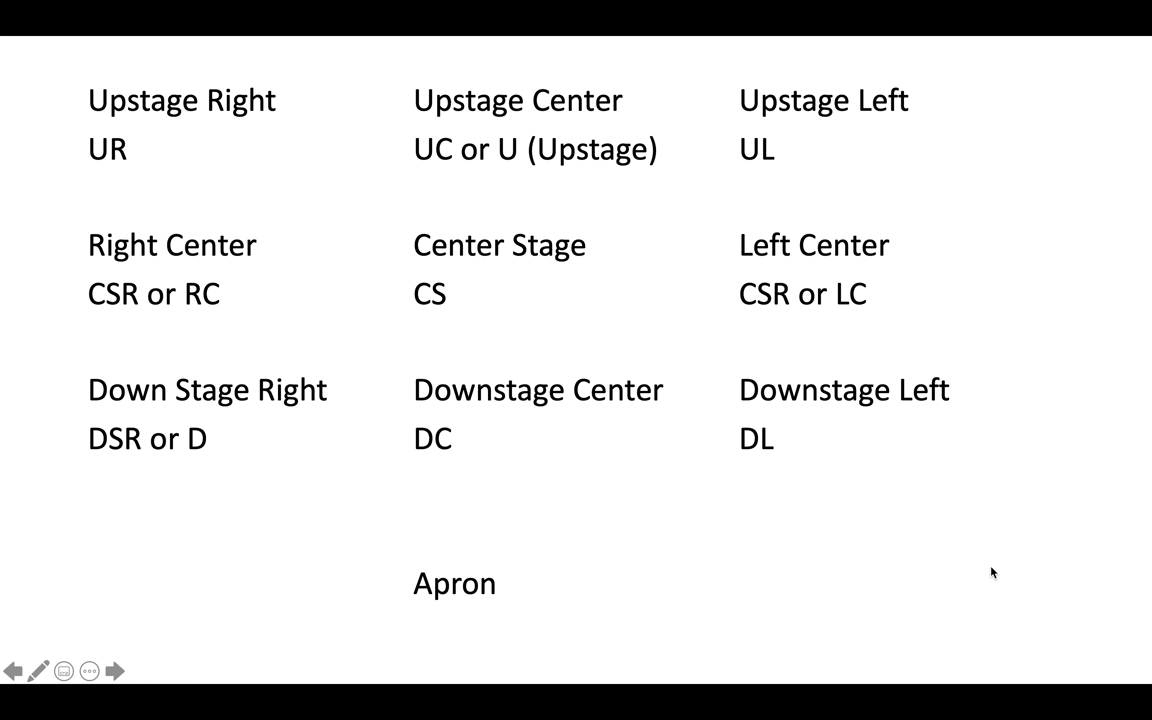 Upstage Right Upstage Center Upstage Left
UR UC or U (Upstage) UL
Right Center Center Stage Left Center
CSR or RC CS CSR or LC
Down Stage Right Downstage Center Downstage Left
DSR or D DC DL
Apron